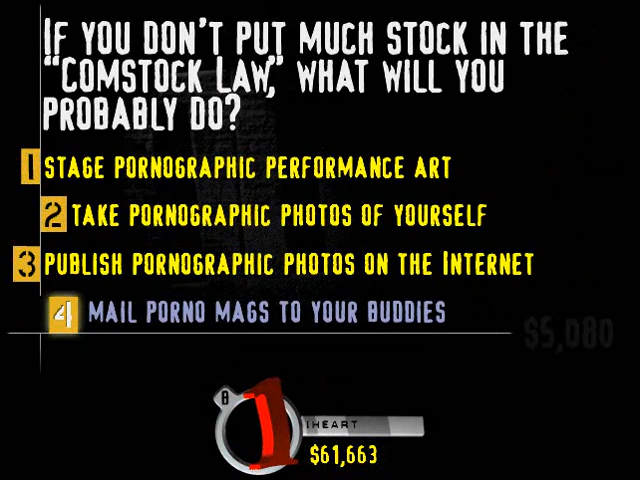 IF YOU DON'T PUT MUCH STOCK IN THE
"COMSTOCK LAW," WHAT WILL YOU
PROBABLY DO?
1 STAGE PORNOGRAPHIC PERFORMANCE ART
2 TAKE PORNOGRAPHIC PHOTOS OF YOURSELF
3 PUBLISH PORNOGRAPHIC PHOTOS ON THE INTERNET
4 MAIL PORNO MAGS TO YOUR BUDDIES
$5,080
B
1
IHEART
$61,663